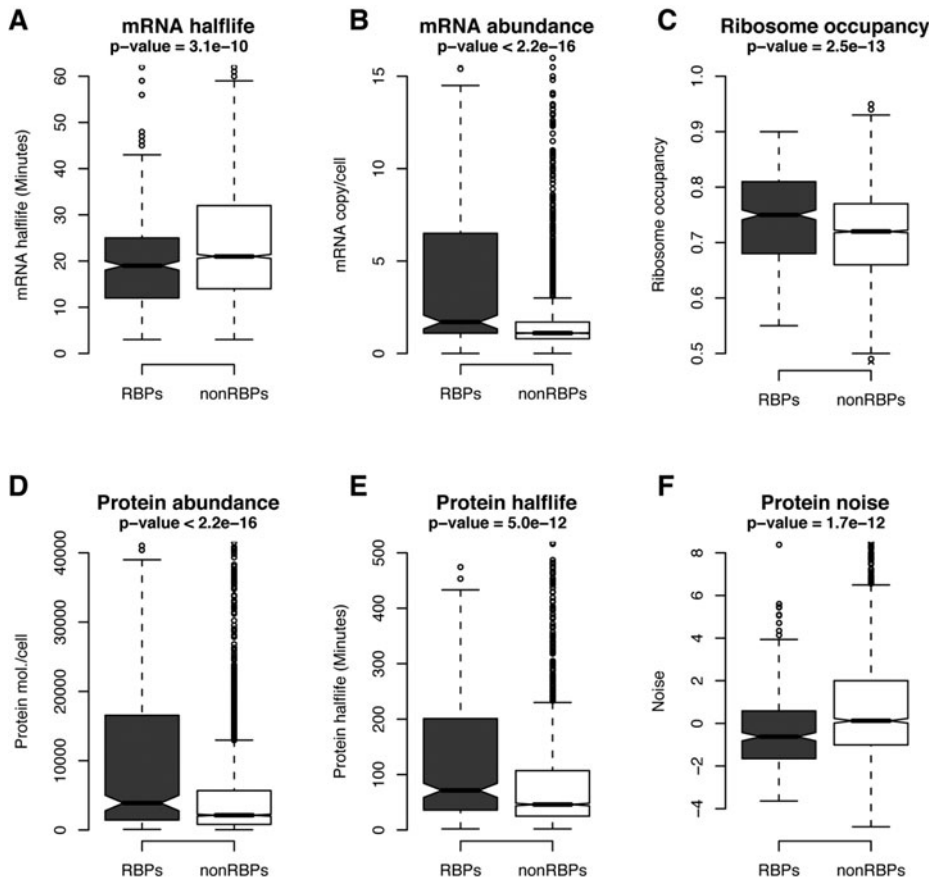 A
mRNA halflife
p−value = 3.1e−10
mRNA halflife (Minutes)
60
50
40
30
20
10
0
RBPs
nonRBPs
B
mRNA abundance
p−value < 2.2e−16
mRNA copy/cell
15
10
5
0
RBPs
nonRBPs
C
Ribosome occupancy
p−value = 2.5e−13
Ribosome occupancy
1.0
0.9
0.8
0.7
0.6
0.5
RBPs
nonRBPs
D
Protein abundance
p−value < 2.2e−16
Protein mol./cell
40000
30000
20000
10000
0
RBPs
nonRBPs
E
Protein halflife
p−value = 5.0e−12
Protein halflife (Minutes)
500
400
300
200
100
0
RBPs
nonRBPs
F
Protein noise
p−value = 1.7e−12
Noise
8
6
4
2
0
−2
−4
RBPs
nonRBPs